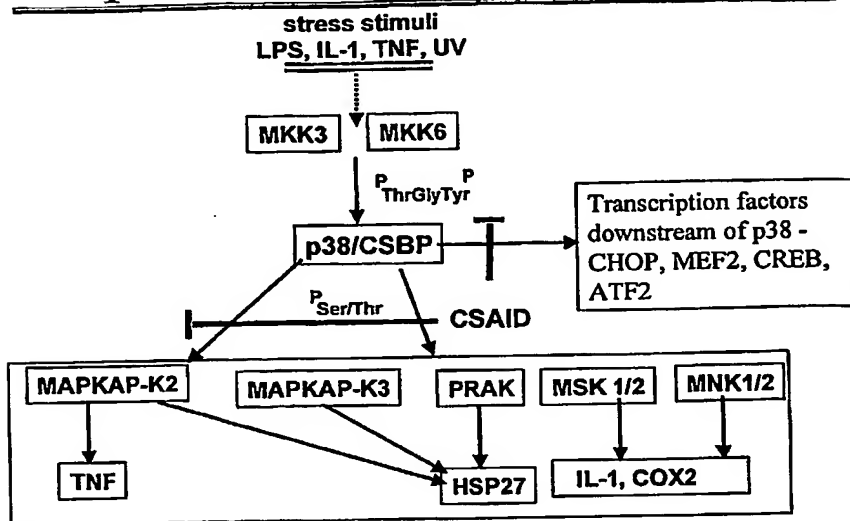 stress stimuli
LPS, IL-1, TNF, UV
MKK3
MKK6
P ThrGlyTyr P
p38/CSBP
Transcription factors
downstream of p38 -
CHOP, MEF2, CREB,
ATF2
P Ser/Thr
CSAID
MAPKAP-K2
MAPKAP-K3
PRAK
MSK 1/2
MNK1/2
TNF
HSP27
IL-1, COX2